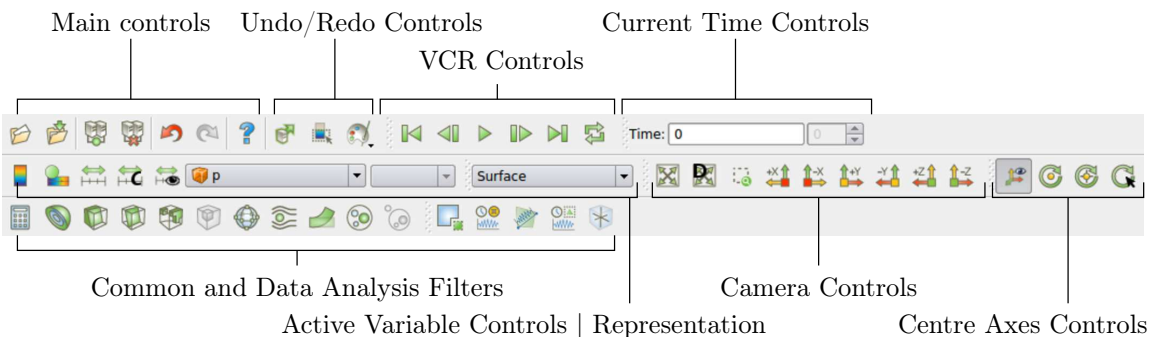 Main controls
Undo/Redo Controls
Current Time Controls
VCR Controls
Time: 0
0
p
Surface
D
+X
-X
+Y
-Y
+Z
-Z
Common and Data Analysis Filters
Camera Controls
Active Variable Controls | Representation
Centre Axes Controls